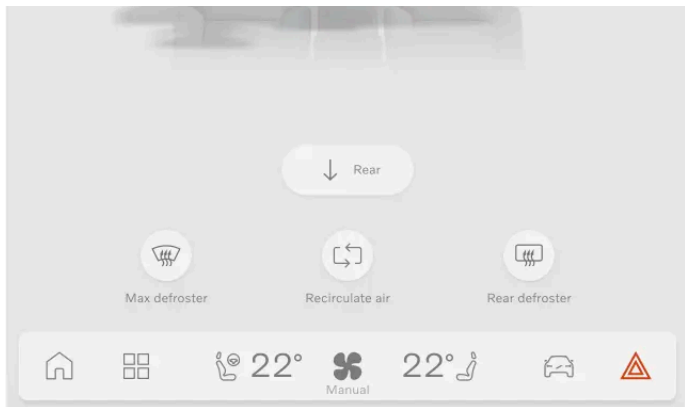 Rear
Max defroster
Recirculate air
Rear defroster
22°
22°
Manual